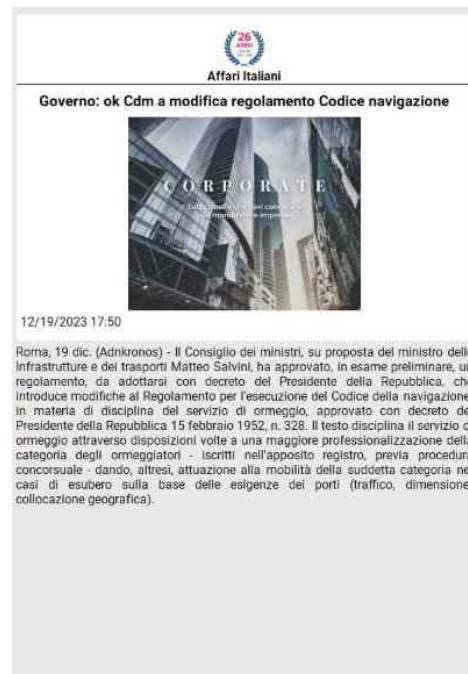 26
ANNI
Affari Italiani
Governo: ok Cdm a modifica regolamento Codice navigazione
CORPORATE
12/19/2023 17:50
Roma, 19 dic. (Adnkronos) - Il Consiglio dei ministri, su proposta del ministro dell
Infrastrutture e dei trasporti Matteo Salvini, ha approvato, in esame preliminare, u
regolamento, da adottarsi con decreto del Presidente della Repubblica, ch
introduce modifiche al Regolamento per l'esecuzione del Codice della navigazione
in materia di disciplina del servizio di ormeggio, approvato con decreto de
Presidente della Repubblica 15 febbraio 1952, n. 328. Il testo disciplina il servizio d
ormeggio attraverso disposizioni volte a una maggiore professionalizzazione della
categoria degli ormeggiatori - iscritti nell'apposito registro, previa procedura
concorsuale - dando, altresì, attuazione alla mobilità della suddetta categoria ne
casi di esubero sulla base delle esigenze dei porti (traffico, dimensione
collocazione geografica).